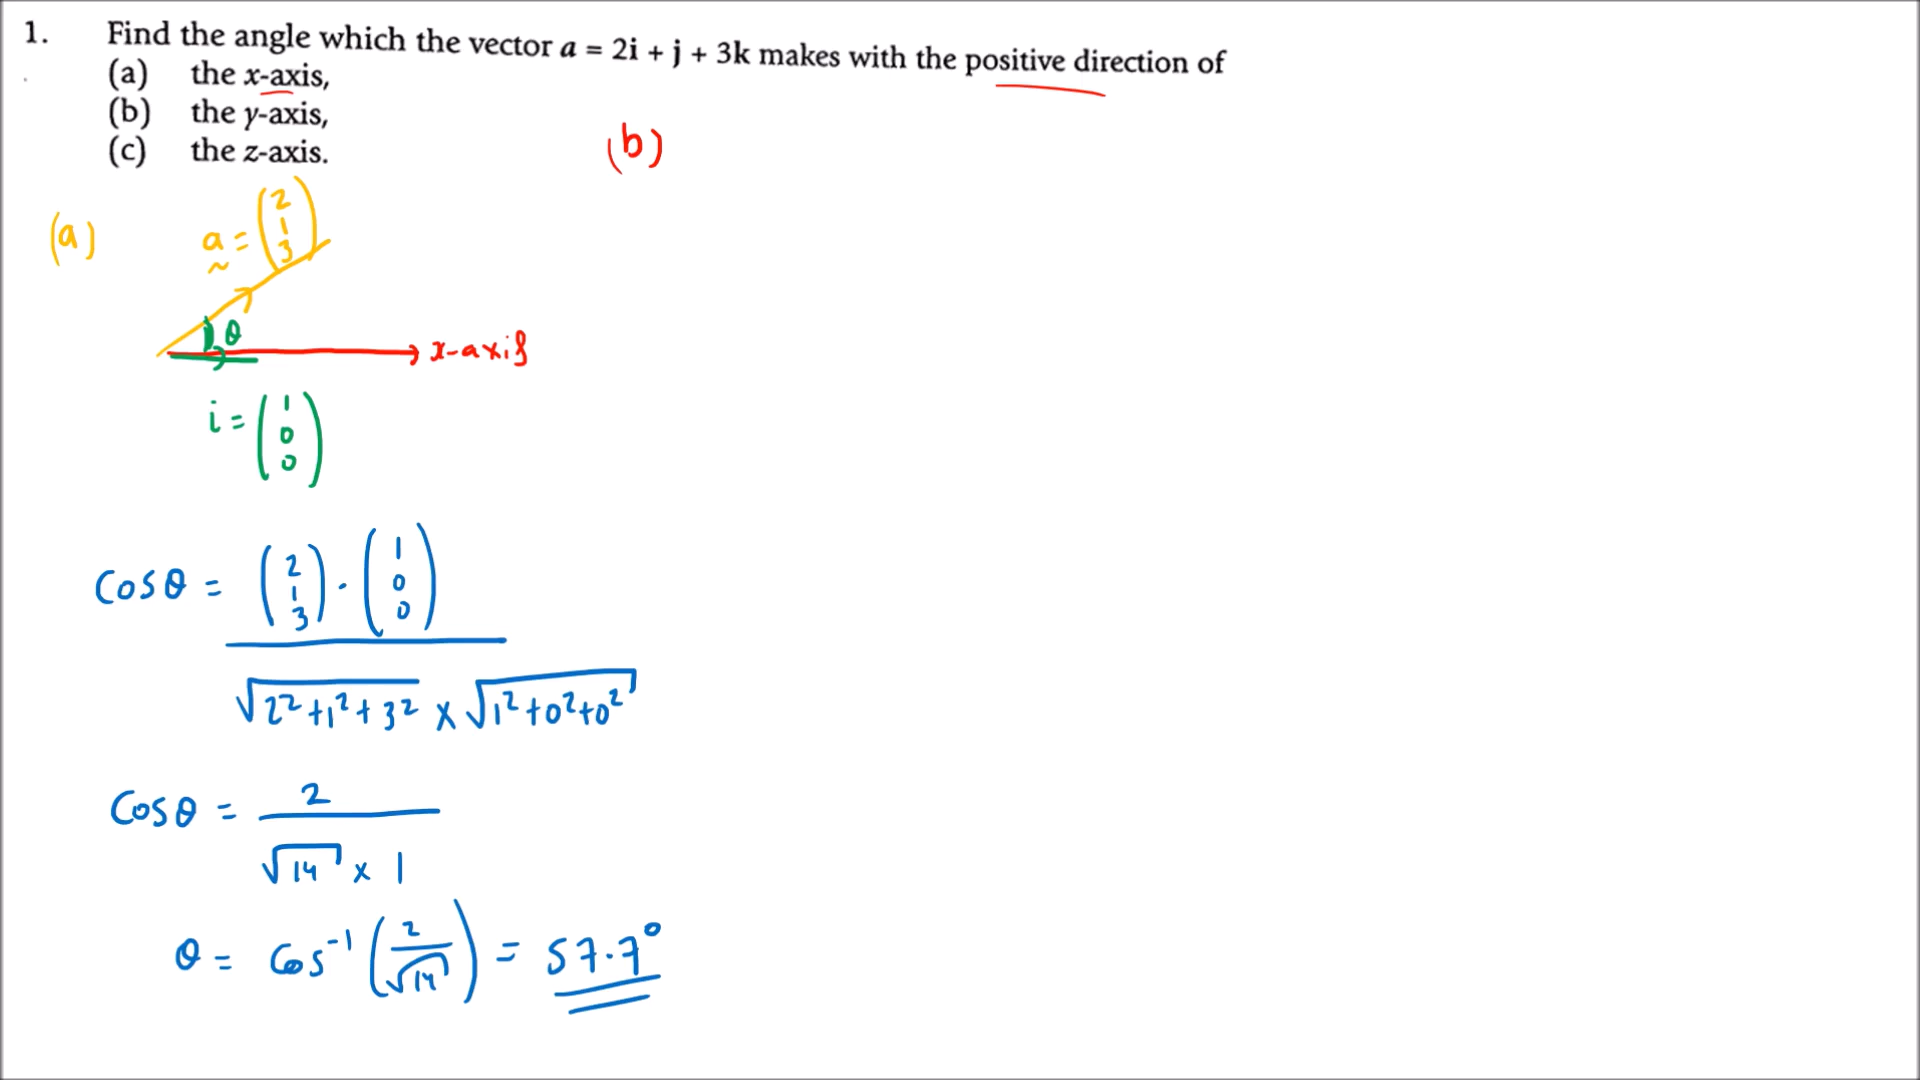 1. Find the angle which the vector a = 2i + j + 3k makes with the positive direction of
(a) the x-axis,
(b) the y-axis,
(c) the z-axis.
(b)
(a) a = (2 1 3)
θ
x-axis
i = (1 0 0)
Cosθ = (2 1 3) · (1 0 0)
√2²+1²+3² × √1²+0²+0²
Cosθ = 2
√14 × 1
θ = Cos⁻¹ (2/√14) = 57.7°